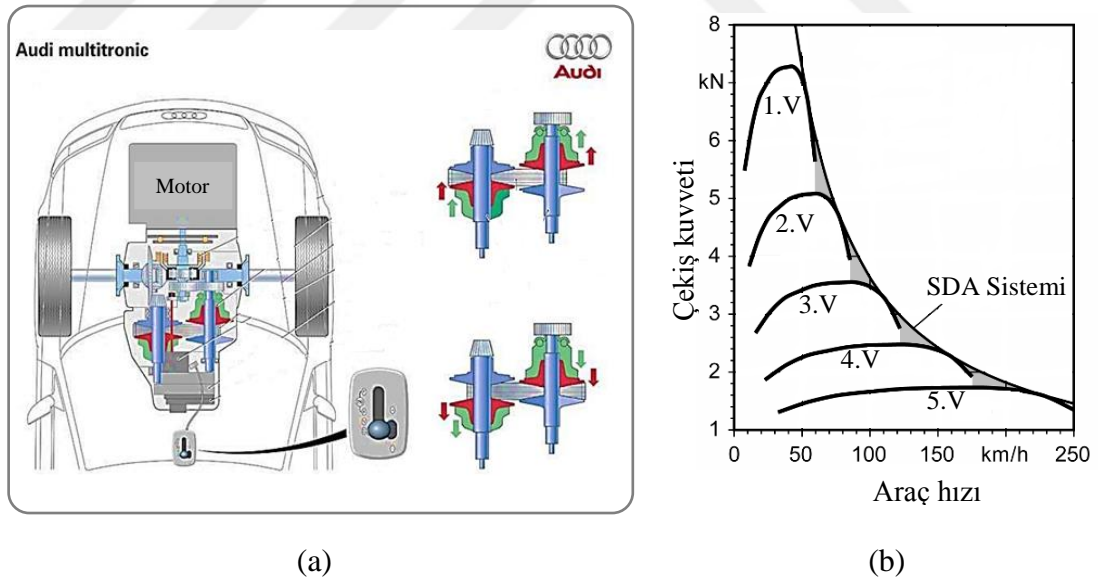 Audi multitronic
Audi
Motor
(a)
8
kN
6
5
4
3
2
1
Çekiş kuvveti
1.V
2.V
3.V
4.V
5.V
SDA Sistemi
0
50
100
150
km/h
250
Araç hızı
(b)